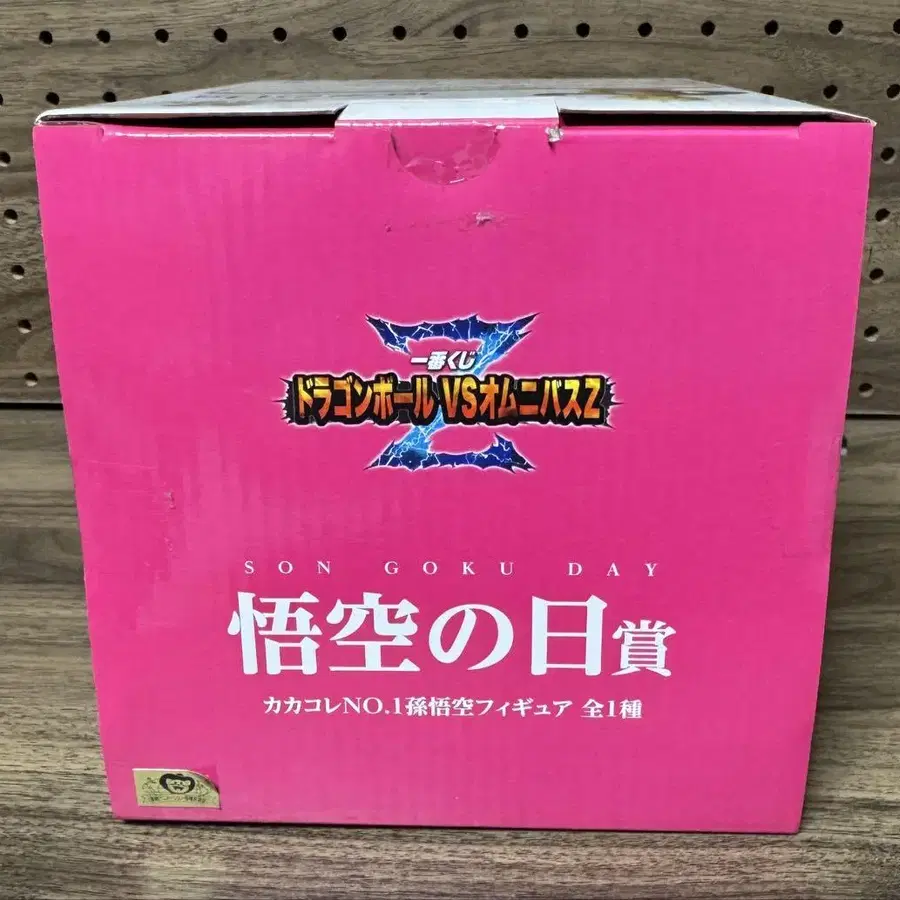 一番くじ
ドラゴンボール VSオムニバスZ
SON GOKU DAY
悟空の日賞
カカコレNO.1孫悟空フィギュア 全1種